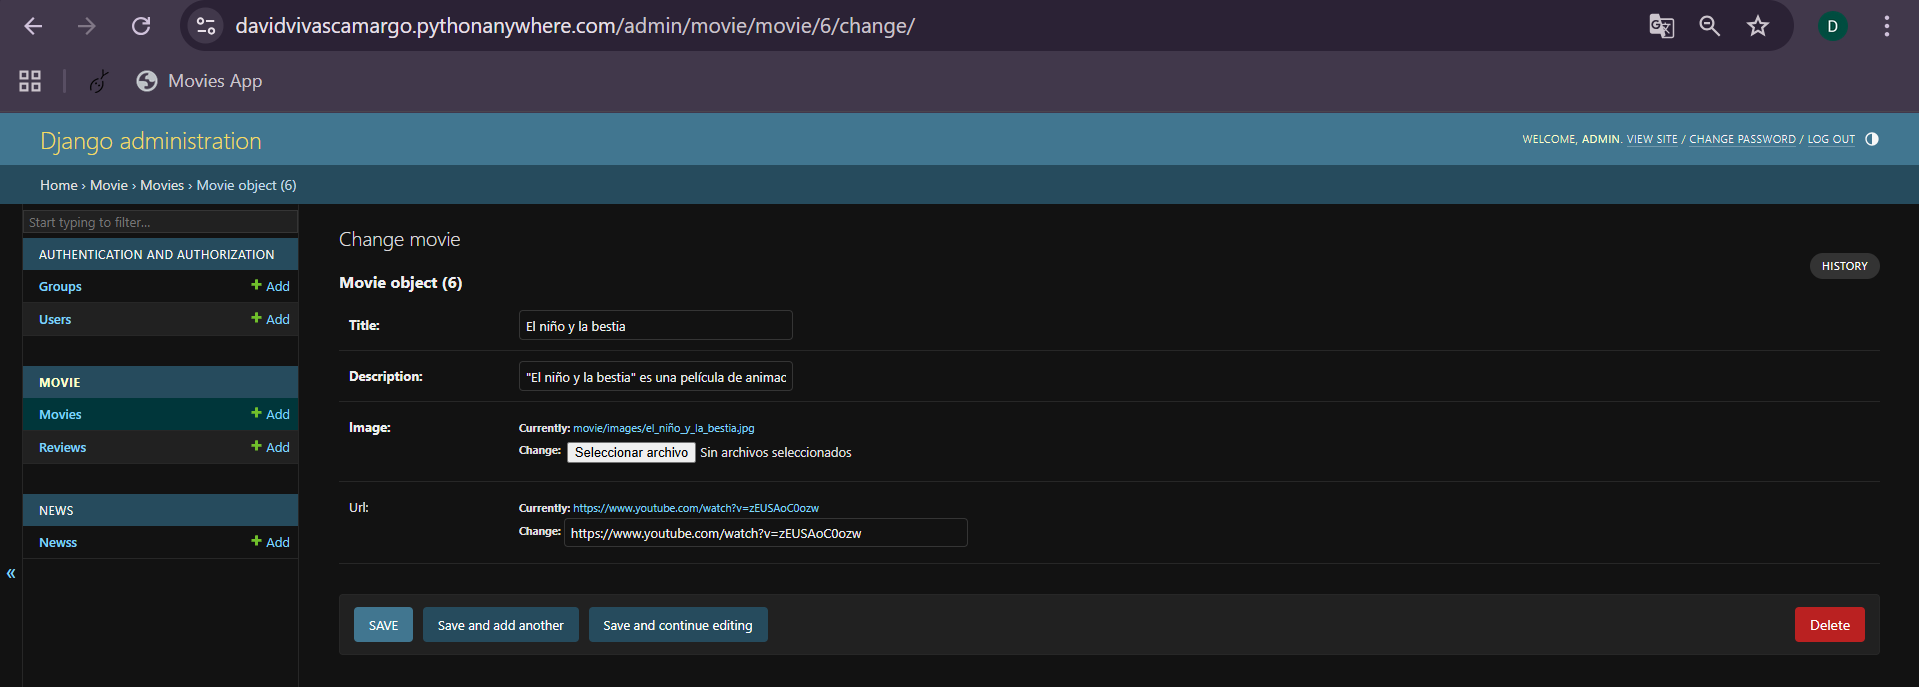 davidvivascamargo.pythonanywhere.com/admin/movie/movie/6/change/
D
Movies App
Django administration
WELCOME, ADMIN. VIEW SITE / CHANGE PASSWORD / LOG OUT
Home › Movie › Movies › Movie object (6)
Start typing to filter...
AUTHENTICATION AND AUTHORIZATION
Groups + Add
Users + Add
MOVIE
Movies + Add
Reviews + Add
NEWS
Newss + Add
«
Change movie
HISTORY
Movie object (6)
Title: El niño y la bestia
Description: "El niño y la bestia" es una película de animac
Image: Currently: movie/images/el_niño_y_la_bestia.jpg
Change: Seleccionar archivo Sin archivos seleccionados
Url: Currently: https://www.youtube.com/watch?v=zEUSAoC0ozw
Change: https://www.youtube.com/watch?v=zEUSAoC0ozw
SAVE Save and add another Save and continue editing Delete